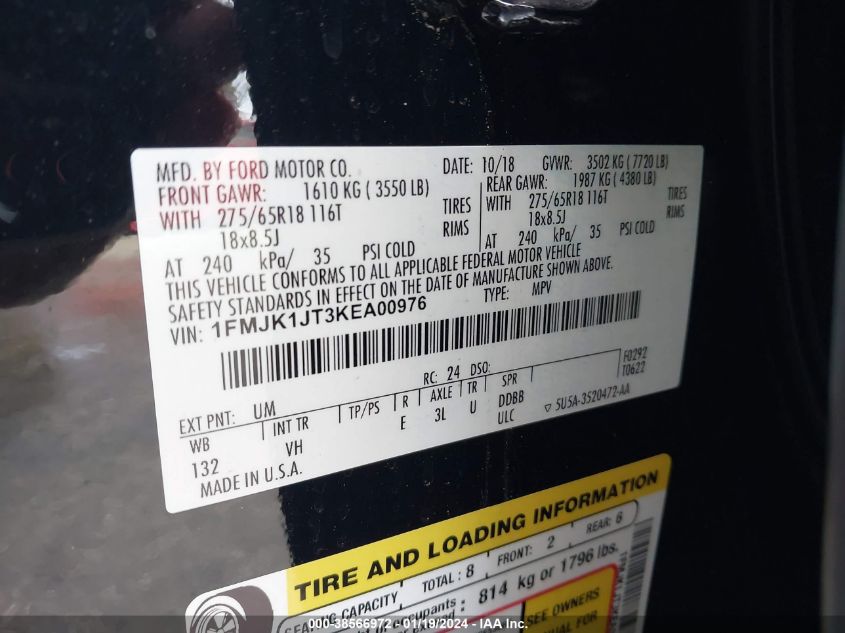 MFD. BY FORD MOTOR CO. DATE: 10/18 GVWR: 3502 KG ( 7720 LB)
FRONT GAWR: 1610 KG ( 3550 LB) REAR GAWR: 1987 KG ( 4380 LB)
WITH 275/65R18 116T TIRES WITH 275/65R18 116T TIRES
18x8.5J RIMS 18x8.5J RIMS
AT 240 kPa/ 35 PSI COLD AT 240 kPa/ 35 PSI COLD
THIS VEHICLE CONFORMS TO ALL APPLICABLE FEDERAL MOTOR VEHICLE
SAFETY STANDARDS IN EFFECT ON THE DATE OF MANUFACTURE SHOWN ABOVE.
VIN: 1FMJK1JT3KEA00976 TYPE: MPV
F0292
T0622
EXT PNT: UM RC: 24 DSO:
WB INT TR TP/PS R AXLE TR SPR
132 VH E 3L U DDBB
ULC ▽ 5U5A-3520472-AA
MADE IN U.S.A.
TIRE AND LOADING INFORMATION
CAPACITY TOTAL: 8 FRONT: 2 REAR: 6
814 kg or 1796 lbs.
SEE OWNERS
MANUAL FOR
000-38566972 - 01/19/2024 - IAA Inc.